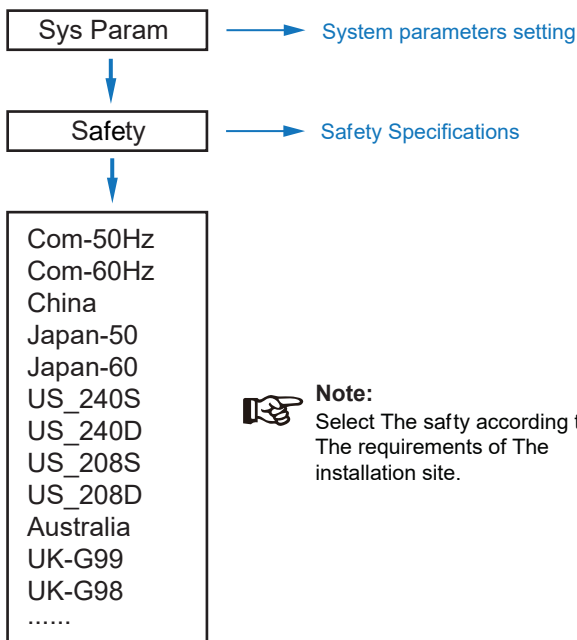 Sys Param
System parameters setting
Safety
Safety Specifications
Com-50Hz
Com-60Hz
China
Japan-50
Japan-60
US_240S
US_240D
US_208S
US_208D
Australia
UK-G99
UK-G98
......
Note:
Select The safty according t
The requirements of The
installation site.